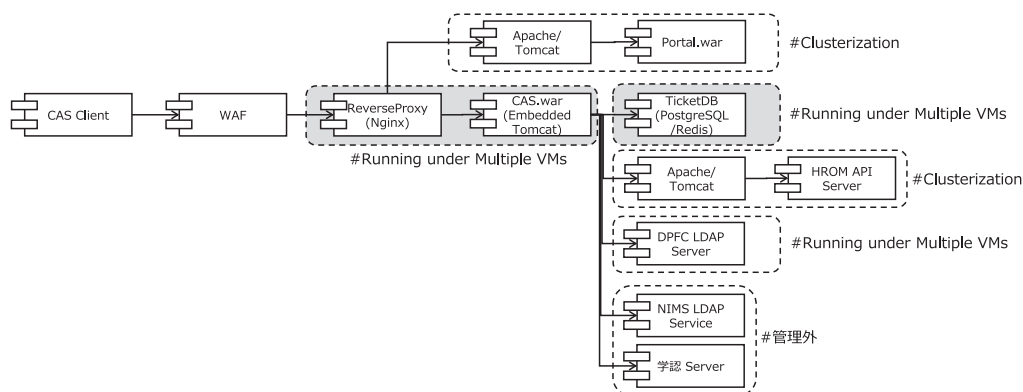 Apache/
Tomcat
Portal.war
#Clusterization
CAS Client
WAF
ReverseProxy
(Nginx)
CAS.war
(Embedded
Tomcat)
TicketDB
(PostgreSQL
/Redis)
#Running under Multiple VMs
#Running under Multiple VMs
Apache/
Tomcat
HROM API
Server
#Clusterization
DPFC LDAP
Server
#Running under Multiple VMs
NIMS LDAP
Service
#管理外
学認 Server